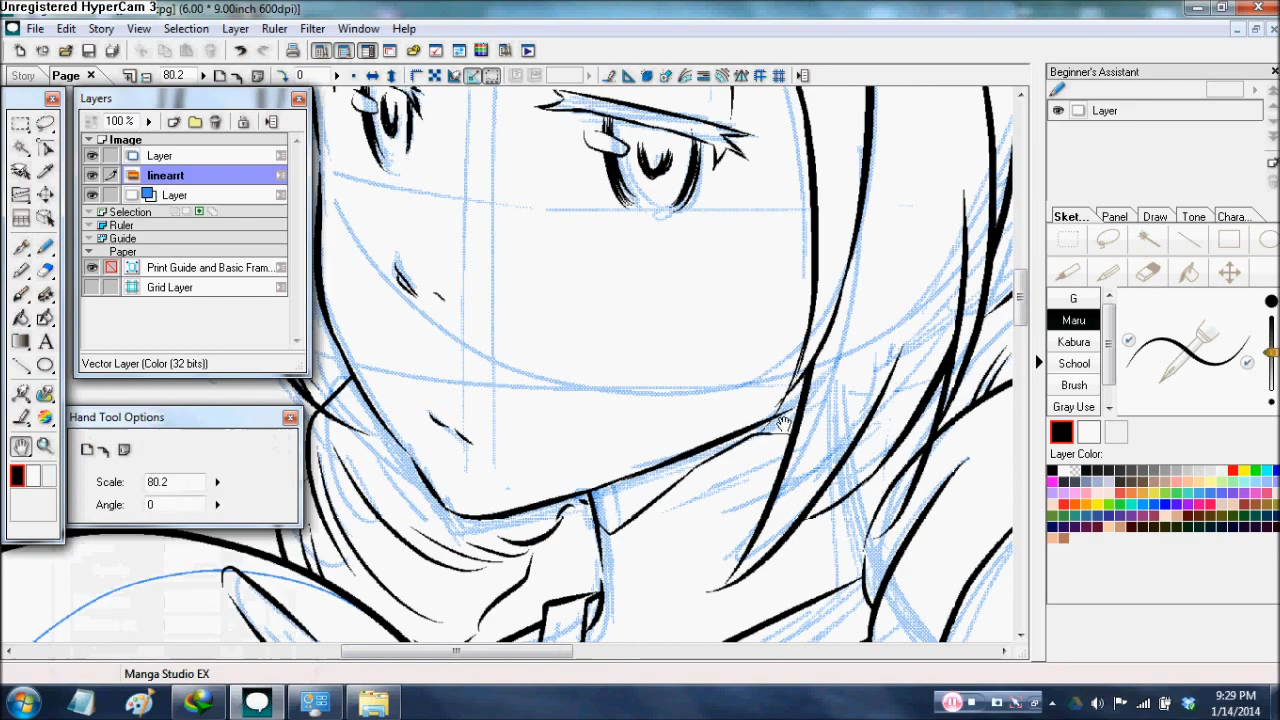 Unregistered HyperCam 3
pg] (6.00 * 9.00inch 600dpi)]
File Edit Story View Selection Layer Ruler Filter Window Help
Story Page 80.2 0
Beginner's Assistant
Layers
Layer
100 %
Image
Layer
linearrt
Layer
Selection
Ruler
Guide
Paper
Print Guide and Basic Fram...
Grid Layer
Vector Layer (Color (32 bits))
Sket... Panel Draw Tone Chara...
G
Maru
Kabura
School
Brush
Gray Use
Layer Color:
Hand Tool Options
Scale: 80.2
Angle: 0
Manga Studio EX
9:29 PM
1/14/2014